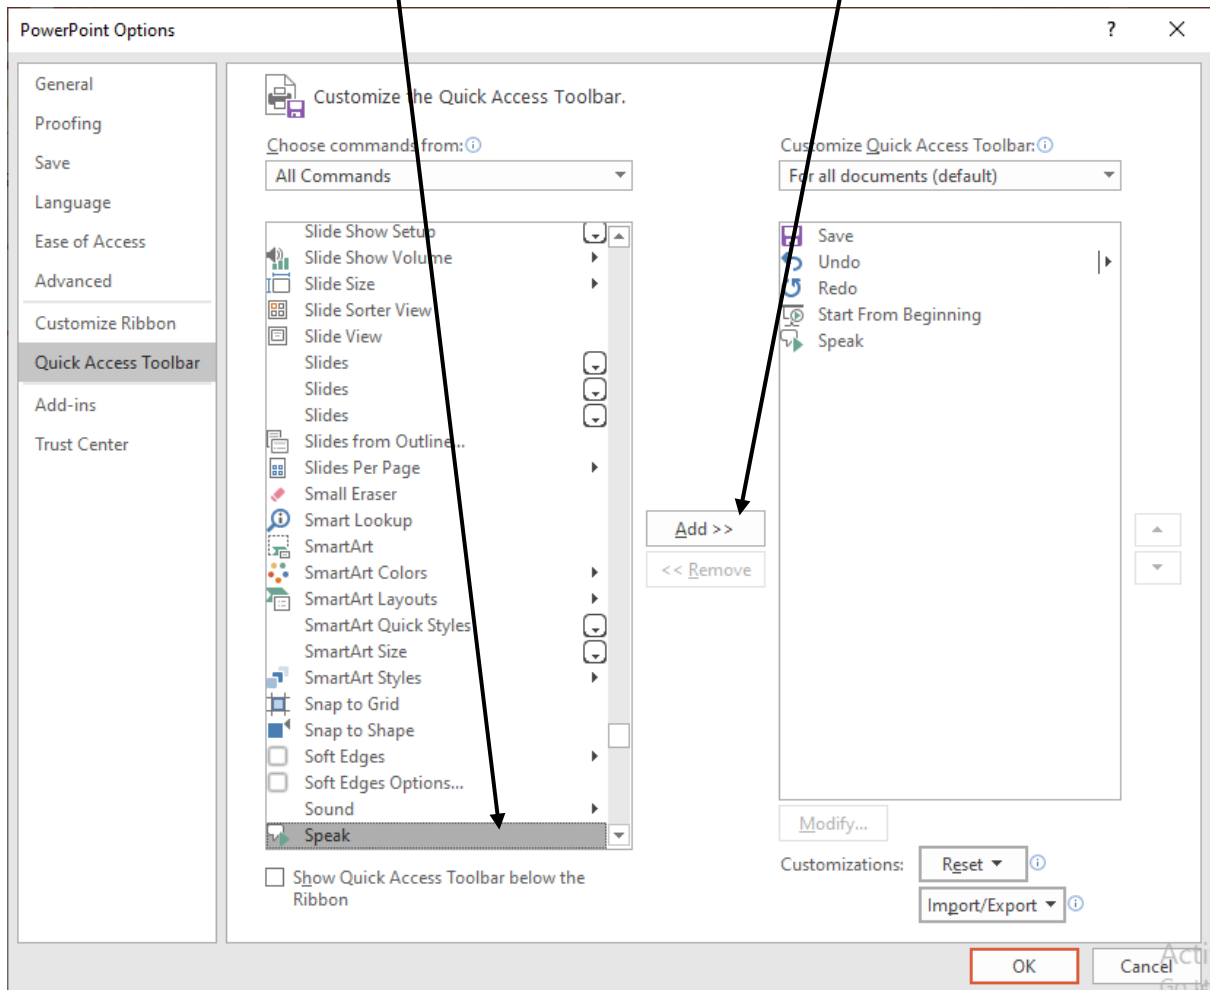 PowerPoint Options
?
General
Proofing
Save
Language
Ease of Access
Advanced
Customize Ribbon
Quick Access Toolbar
Add-ins
Trust Center
Customize the Quick Access Toolbar.
Choose commands from:
All Commands
Slide Show Setup
Slide Show Volume
Slide Size
Slide Sorter View
Slide View
Slides
Slides
Slides
Slides from Outline...
Slides Per Page
Small Eraser
Smart Lookup
SmartArt
SmartArt Colors
SmartArt Layouts
SmartArt Quick Styles
SmartArt Size
SmartArt Styles
Snap to Grid
Snap to Shape
Soft Edges
Soft Edges Options...
Sound
Speak
Show Quick Access Toolbar below the
Ribbon
Add >>
<< Remove
Customize Quick Access Toolbar:
For all documents (default)
Save
Undo
Redo
Start From Beginning
Speak
Modify...
Customizations:
Reset
Import/Export
OK
Cancel